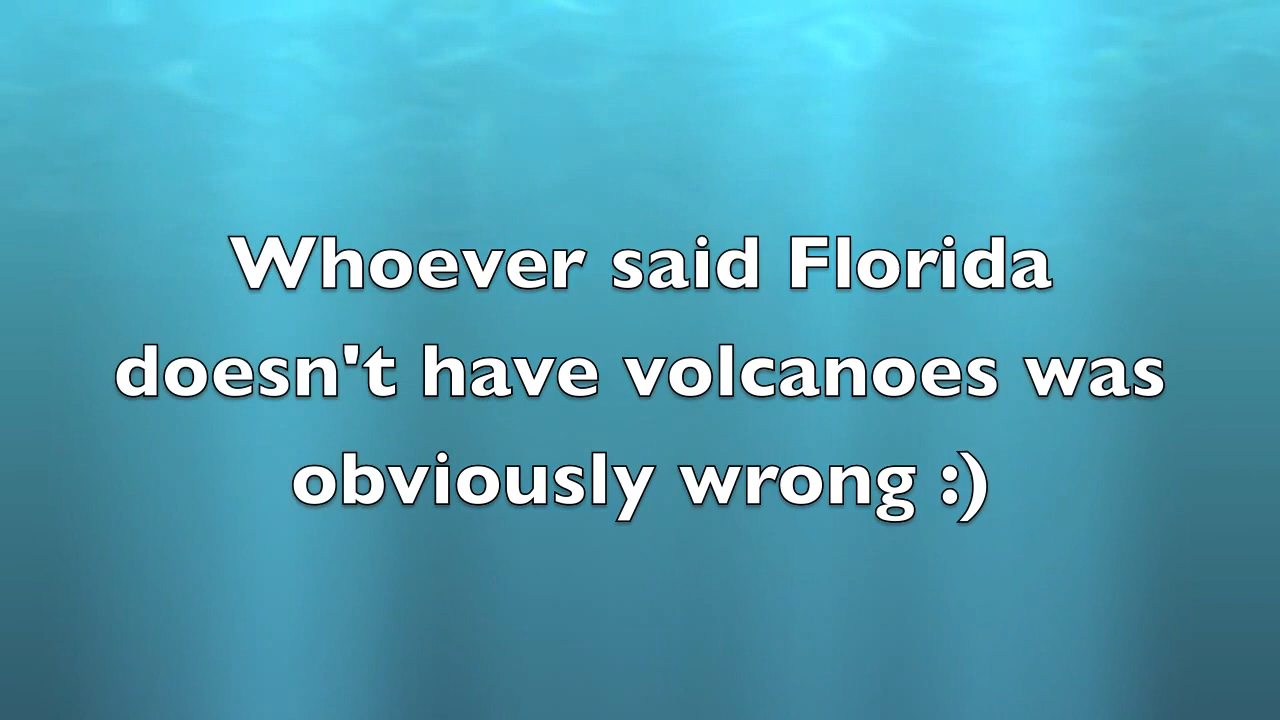 Whoever said Florida
doesn't have volcanoes was
obviously wrong :)